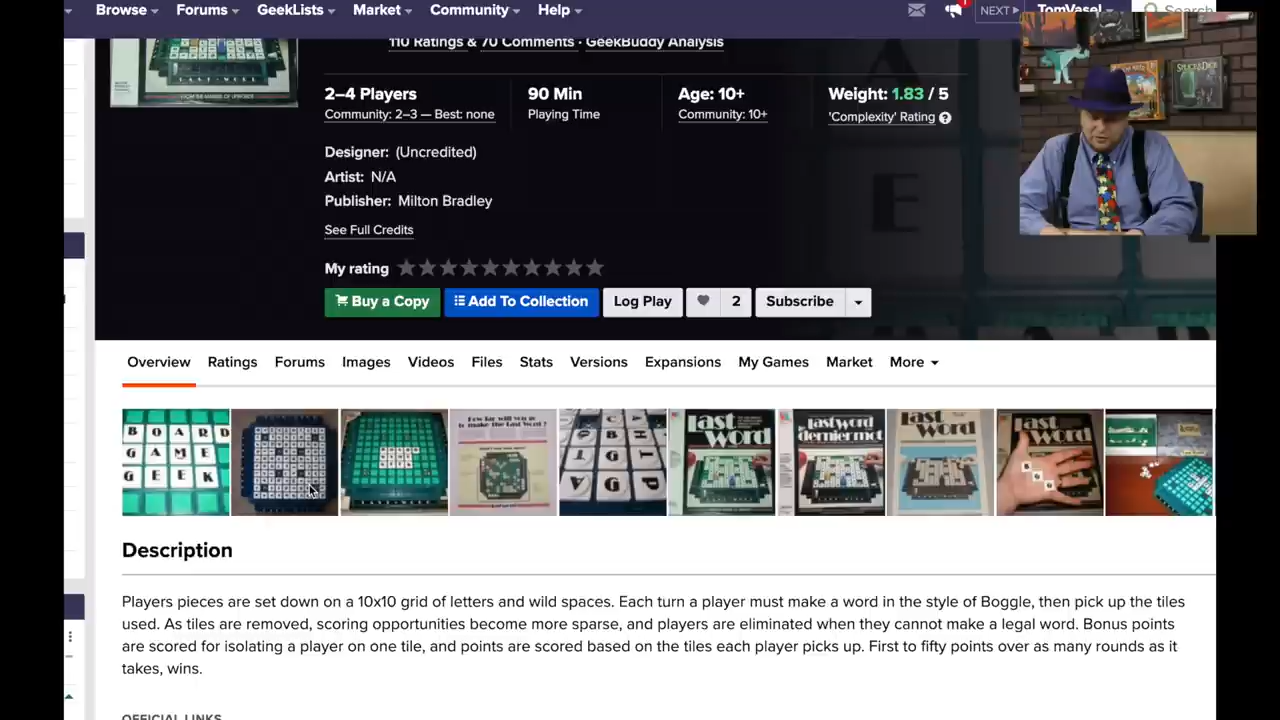 Browse Forums GeekLists Market Community Help NEXT TomVasel Search
110 Ratings & 70 Comments · GeekBuddy Analysis
2–4 Players 90 Min Age: 10+ Weight: 1.83 / 5
Community: 2–3 — Best: none Playing Time Community: 10+ 'Complexity' Rating
Designer: (Uncredited)
Artist: N/A
Publisher: Milton Bradley
See Full Credits
My rating
Buy a Copy Add To Collection Log Play 2 Subscribe
Overview Ratings Forums Images Videos Files Stats Versions Expansions My Games Market More
BOARD
GAME
GEEK
Last Word
Last word dernier mot
Last word
Last Word
Description
Players pieces are set down on a 10x10 grid of letters and wild spaces. Each turn a player must make a word in the style of Boggle, then pick up the tiles
used. As tiles are removed, scoring opportunities become more sparse, and players are eliminated when they cannot make a legal word. Bonus points
are scored for isolating a player on one tile, and points are scored based on the tiles each player picks up. First to fifty points over as many rounds as it
takes, wins.
OFFICIAL LINKS